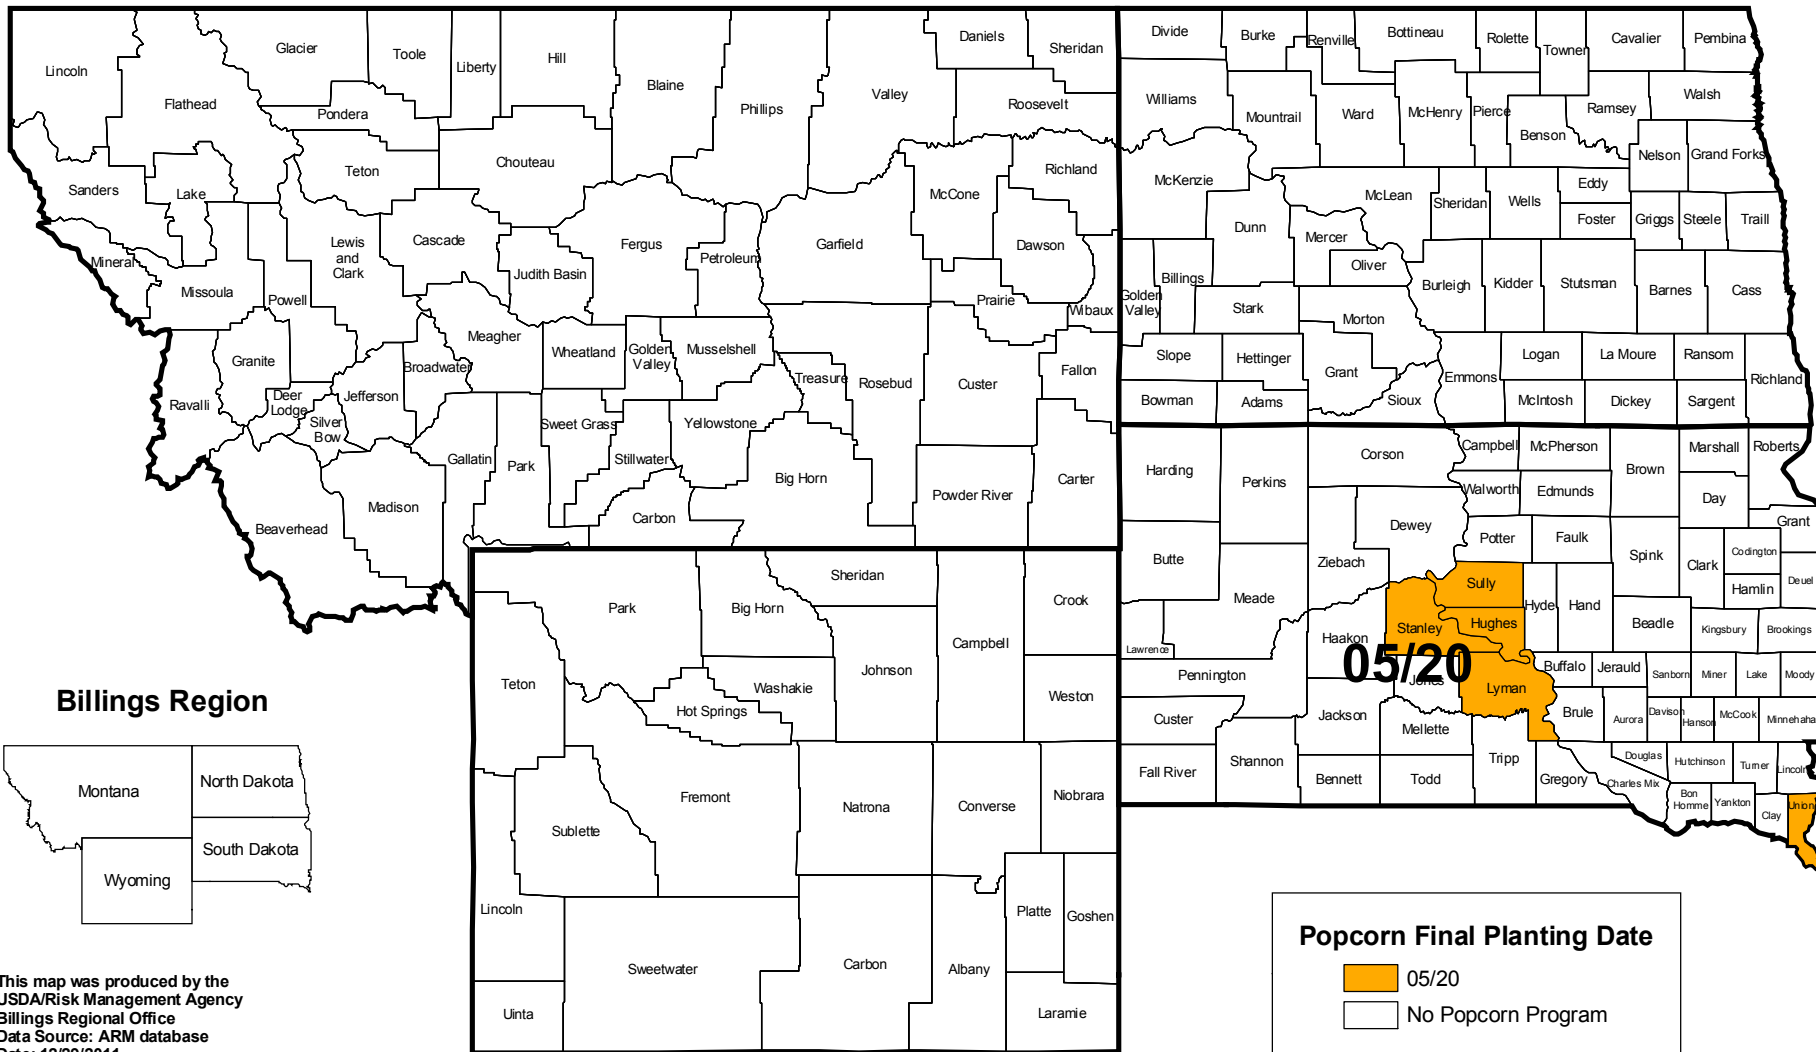 Lincoln
Flathead
Glacier
Toole
Liberty
Hill
Blaine
Phillips
Valley
Daniels
Sheridan
Roosevelt
Pondera
Teton
Chouteau
Sanders
Lake
Lewis
and
Clark
Cascade
Judith Basin
Fergus
Petroleum
Garfield
McCone
Richland
Dawson
Mineral
Missoula
Powell
Meagher
Prairie
Wibaux
Granite
Deer
Lodge
Silver
Bow
Jefferson
Broadwater
Wheatland
Golden
Valley
Musselshell
Treasure
Rosebud
Custer
Fallon
Ravalli
Gallatin
Park
Sweet Grass
Stillwater
Yellowstone
Big Horn
Powder River
Carter
Beaverhead
Madison
Carbon
Divide
Burke
Renville
Bottineau
Rolette
Towner
Cavalier
Pembina
Williams
Mountrail
Ward
McHenry
Pierce
Benson
Ramsey
Walsh
Nelson
Grand Forks
McKenzie
McLean
Sheridan
Wells
Eddy
Foster
Griggs
Steele
Traill
Dunn
Mercer
Oliver
Billings
Golden
Valley
Stark
Morton
Burleigh
Kidder
Stutsman
Barnes
Cass
Slope
Hettinger
Grant
Sioux
Emmons
Logan
La Moure
Ransom
Richland
Bowman
Adams
McIntosh
Dickey
Sargent
Harding
Perkins
Corson
Campbell
McPherson
Brown
Marshall
Roberts
Walworth
Edmunds
Day
Grant
Butte
Meade
Ziebach
Dewey
Potter
Faulk
Spink
Clark
Codington
Hamlin
Deuel
Sully
Hyde
Hand
Beadle
Kingsbury
Brookings
Lawrence
Haakon
Stanley
Hughes
05/20
Jones
Lyman
Buffalo
Jerauld
Sanborn
Miner
Lake
Moody
Pennington
Custer
Jackson
Mellette
Brule
Aurora
Davison
Hanson
McCook
Minnehaha
Fall River
Shannon
Bennett
Todd
Tripp
Gregory
Douglas
Charles Mix
Hutchinson
Turner
Lincoln
Bon
Homme
Yankton
Clay
Union
Park
Big Horn
Sheridan
Campbell
Crook
Johnson
Weston
Teton
Washakie
Hot Springs
Fremont
Natrona
Converse
Niobrara
Sublette
Lincoln
Platte
Goshen
Sweetwater
Carbon
Albany
Laramie
Uinta
Billings Region
Montana
North Dakota
South Dakota
Wyoming
This map was produced by the
USDA/Risk Management Agency
Billings Regional Office
Data Source: ARM database
Popcorn Final Planting Date
05/20
No Popcorn Program